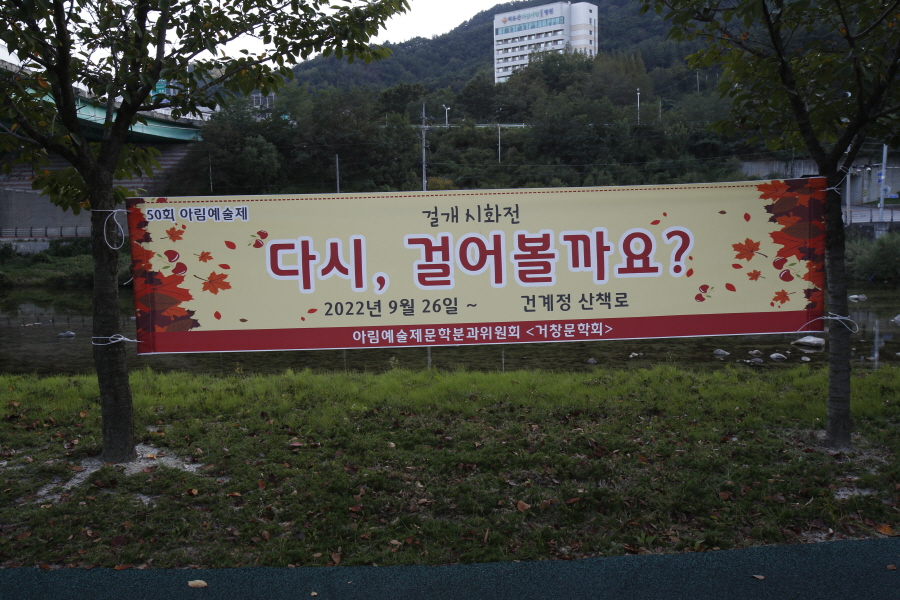 50회 아림예술제
걸개 시화전
다시, 걸어볼까요?
2022년 9월 26일 ~ 건계정 산책로
아림예술제문학분과위원회 <거창문학회>